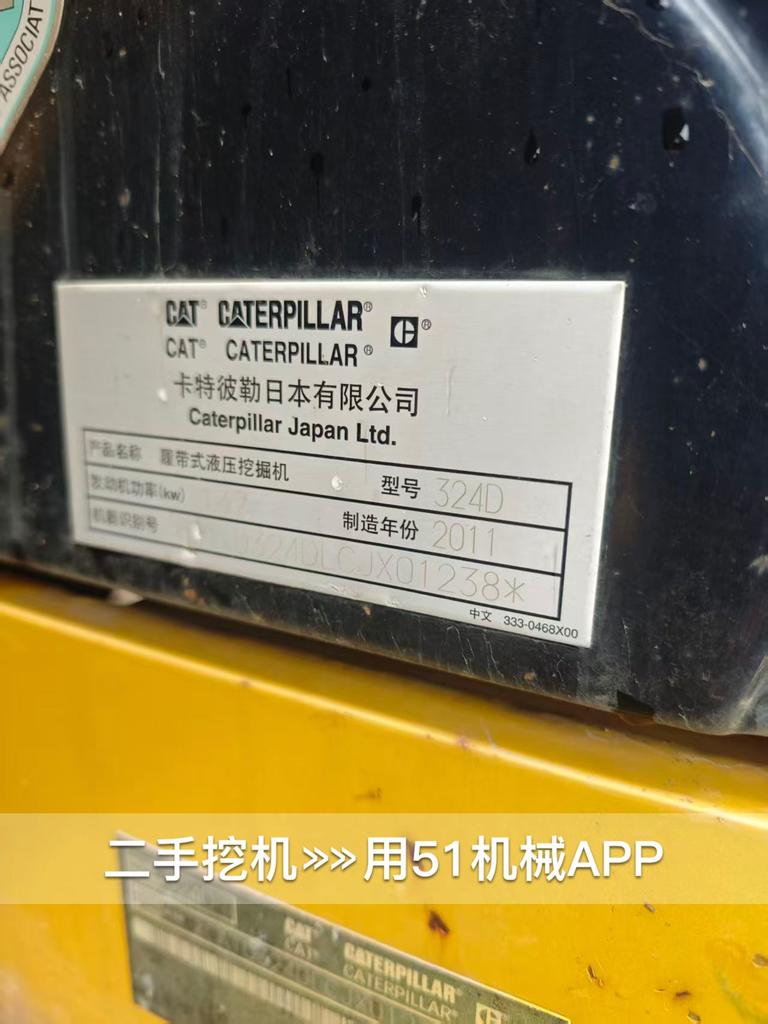 ASSOCIAT
CAT® CATERPILLAR® C®
CAT® CATERPILLAR®
卡特彼勒日本有限公司
Caterpillar Japan Ltd.
产品名称 履带式液压挖掘机 型号 324D
发动机功率(kw) 制造年份 2011
机器识别号 324DLCJX01238*
中文 333-0468X00
二手挖机»»用51机械APP
CAT CATERPILLAR
CAT CATERPILLAR